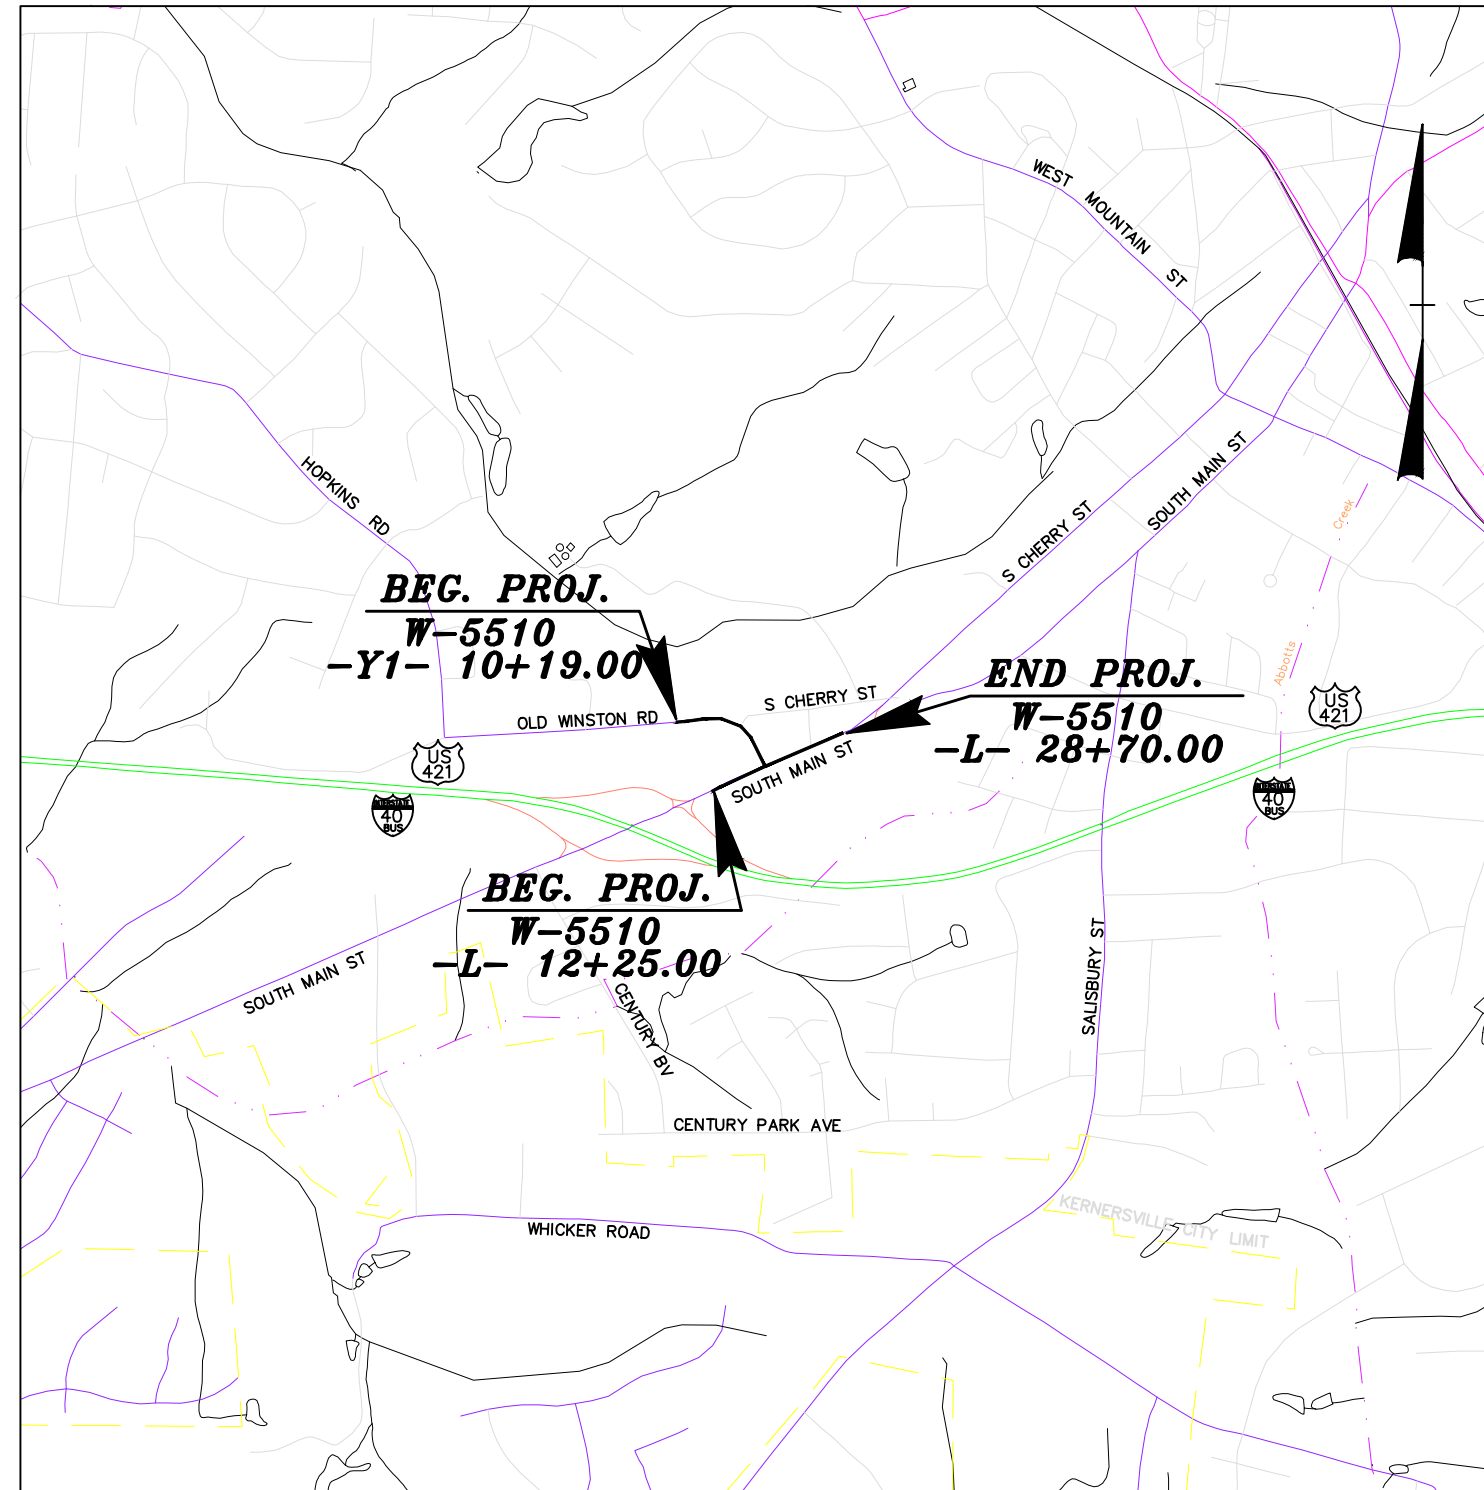 WEST MOUNTAIN ST
HOPKINS RD
S CHERRY ST
SOUTH MAIN ST
Creek
BEG. PROJ.
W-5510
-Y1- 10+19.00
Abbotts
END PROJ.
W-5510
-L- 28+70.00
S CHERRY ST
OLD WINSTON RD
US
421
US
421
SOUTH MAIN ST
INTERSTATE
40
BUS
INTERSTATE
40
BUS
BEG. PROJ.
W-5510
-L- 12+25.00
SOUTH MAIN ST
CENTURY BV
SALISBURY ST
CENTURY PARK AVE
WHICKER ROAD
KERNERSVILLE CITY LIMIT